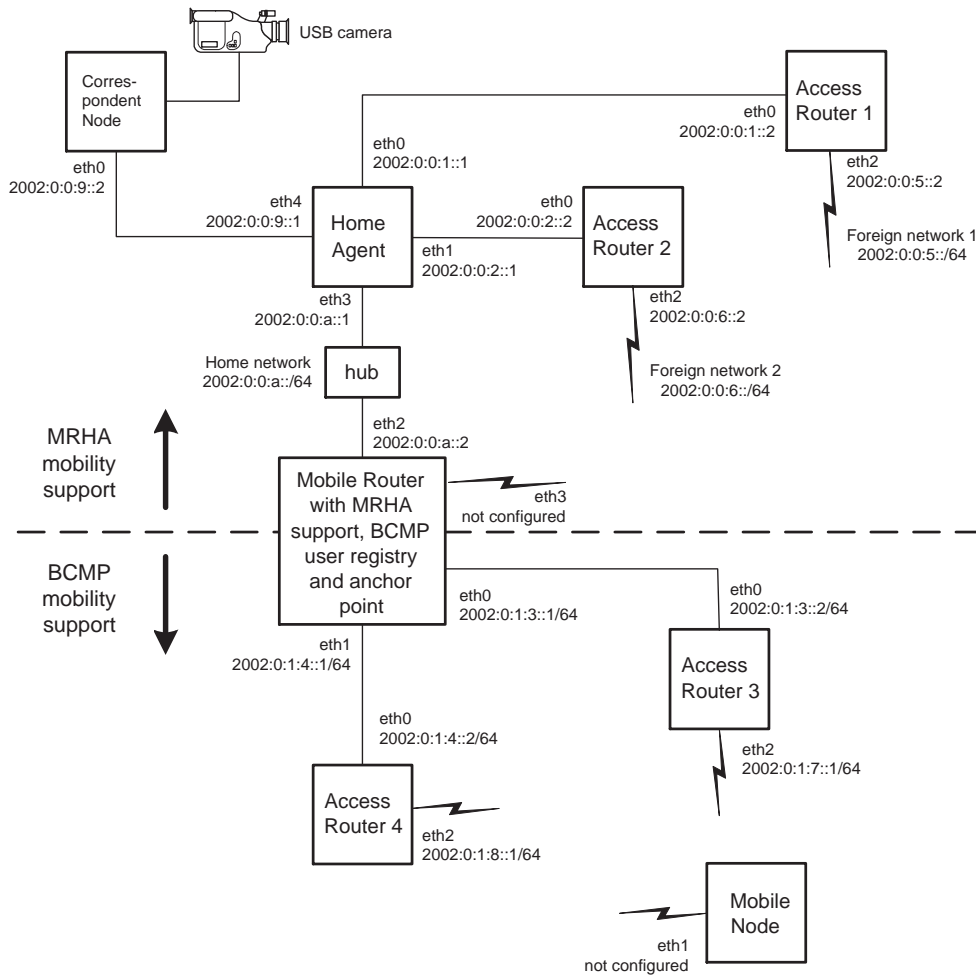 USB camera
Corres-
pondent
Node
eth0
2002:0:0:9::2
eth4
2002:0:0:9::1
Home
Agent
eth0
2002:0:0:1::1
eth0
2002:0:0:1::2
Access
Router 1
eth2
2002:0:0:5::2
Foreign network 1
2002:0:0:5::/64
eth0
2002:0:0:2::2
eth1
2002:0:0:2::1
Access
Router 2
eth2
2002:0:0:6::2
Foreign network 2
2002:0:0:6::/64
eth3
2002:0:0:a::1
Home network
2002:0:0:a::/64
hub
eth2
2002:0:0:a::2
MRHA
mobility
support
Mobile Router
with MRHA
support, BCMP
user registry
and anchor
point
eth3
not configured
BCMP
mobility
support
eth0
2002:0:1:3::1/64
eth0
2002:0:1:3::2/64
eth1
2002:0:1:4::1/64
Access
Router 3
eth2
2002:0:1:7::1/64
eth0
2002:0:1:4::2/64
Access
Router 4
eth2
2002:0:1:8::1/64
Mobile
Node
eth1
not configured